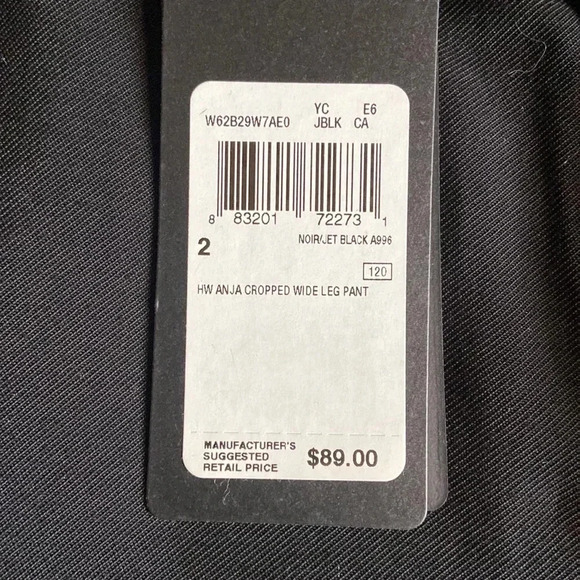 YC E6
W62B29W7AE0 JBLK CA
8 83201 72273 1
2 NOIR/JET BLACK A996
120
HW ANJA CROPPED WIDE LEG PANT
MANUFACTURER'S
SUGGESTED
RETAIL PRICE $89.00